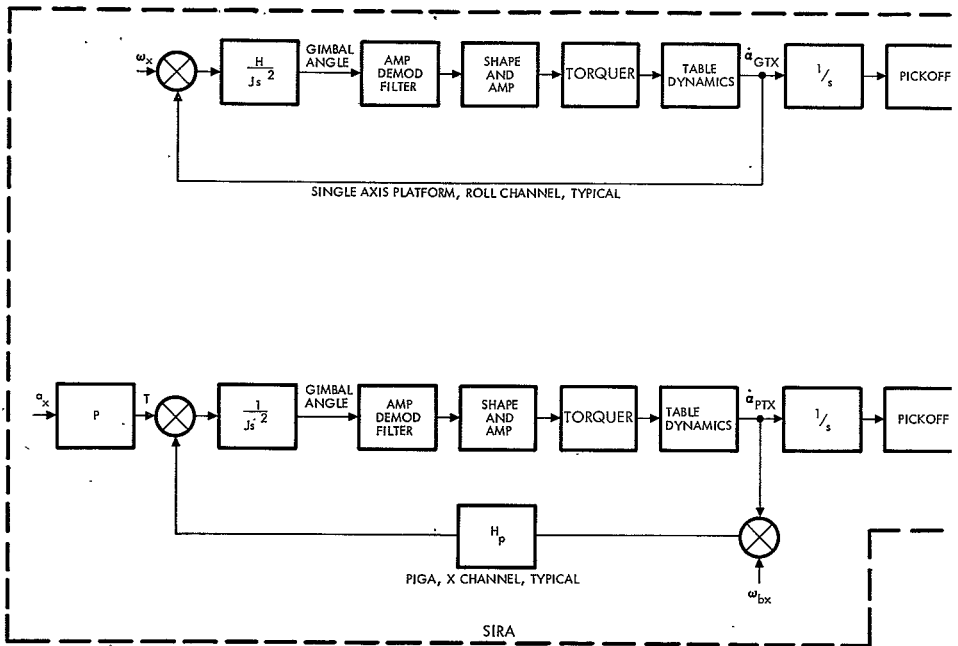 ω_x
H
Js²
GIMBAL
ANGLE
AMP
DEMOD
FILTER
SHAPE
AND
AMP
TORQUER
TABLE
DYNAMICS
α̇_GTX
1/s
PICKOFF
SINGLE AXIS PLATFORM, ROLL CHANNEL, TYPICAL
a_x
P
T
1
Js²
GIMBAL
ANGLE
AMP
DEMOD
FILTER
SHAPE
AND
AMP
TORQUER
TABLE
DYNAMICS
α̇_PTX
1/s
PICKOFF
H_p
PIGA, X CHANNEL, TYPICAL
ω_bx
SIRA